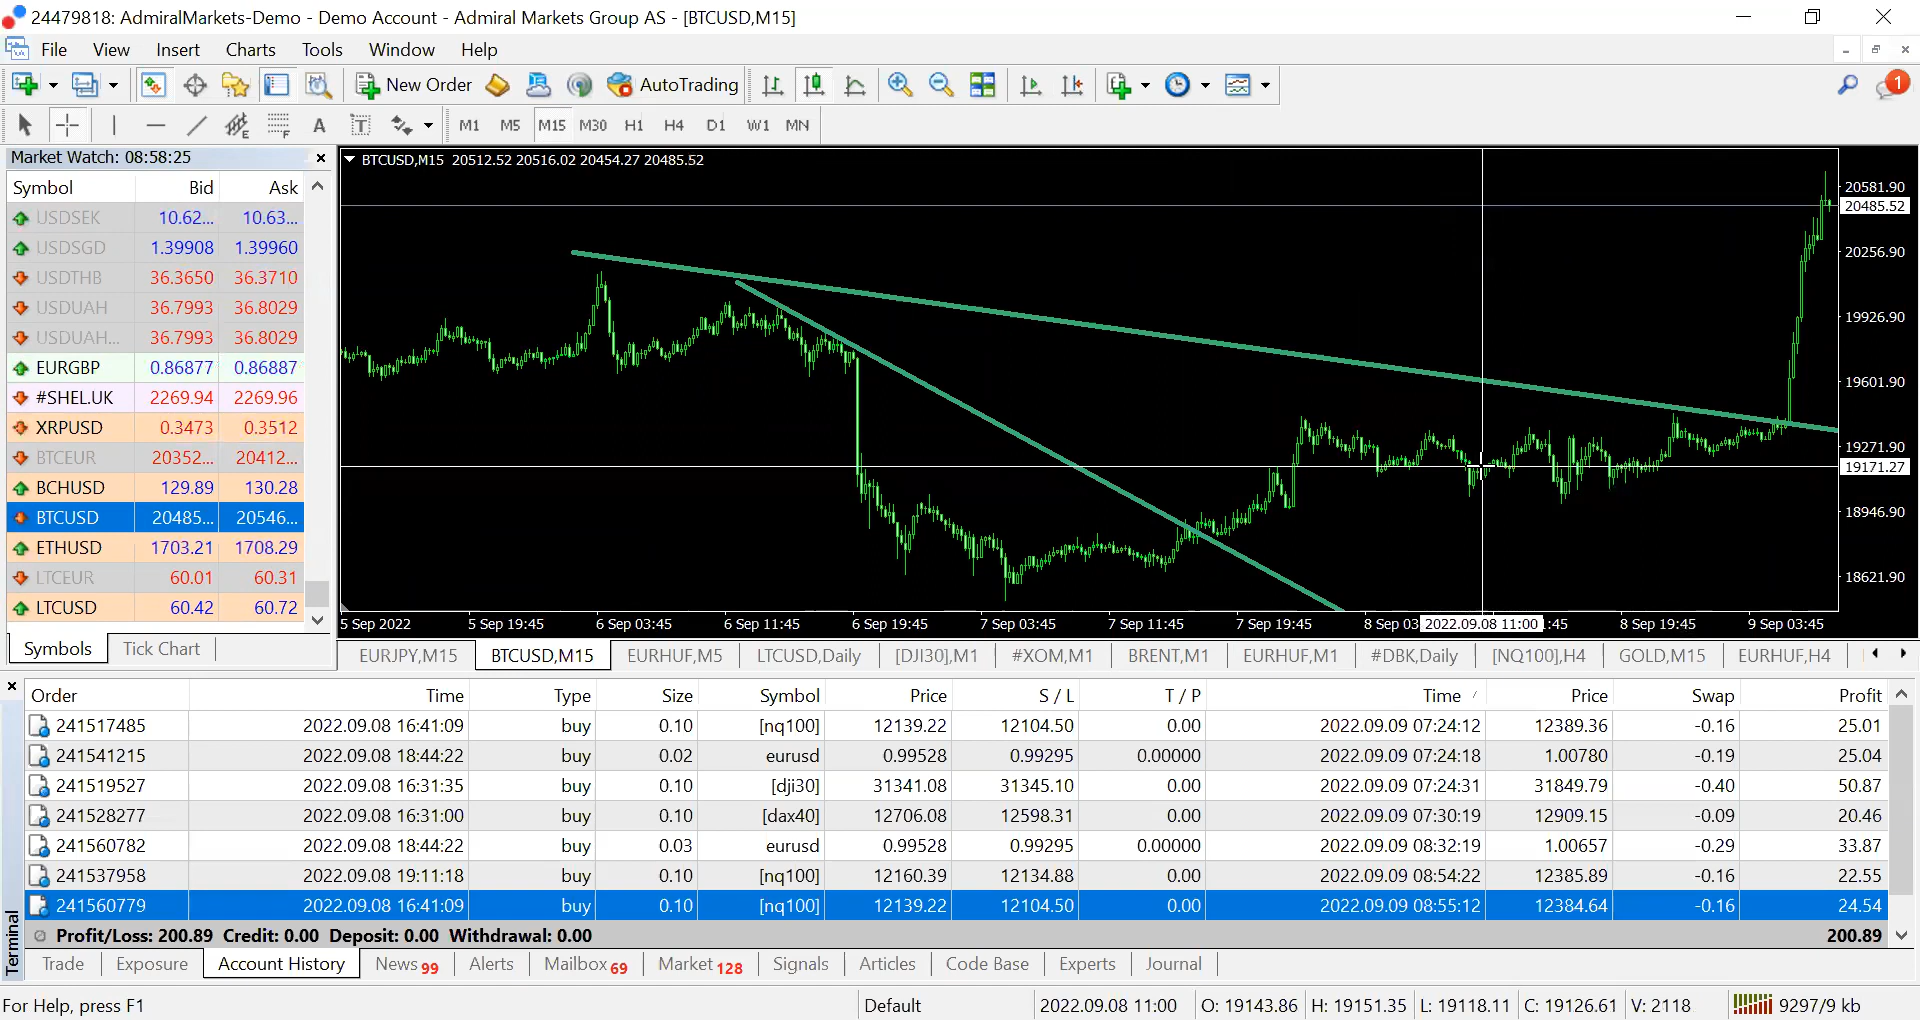 24479818: AdmiralMarkets-Demo - Demo Account - Admiral Markets Group AS - [BTCUSD,M15]
File View Insert Charts Tools Window Help
New Order AutoTrading 1
E F A T M1 M5 M15 M30 H1 H4 D1 W1 MN
Market Watch: 08:58:25
Symbol Bid Ask
USDSEK 10.62... 10.63...
USDSGD 1.39908 1.39960
USDTHB 36.3650 36.3710
USDUAH 36.7993 36.8029
USDUAH... 36.7993 36.8029
EURGBP 0.86877 0.86887
#SHEL.UK 2269.94 2269.96
XRPUSD 0.3473 0.3512
BTCEUR 20352... 20412...
BCHUSD 129.89 130.28
BTCUSD 20485... 20546...
ETHUSD 1703.21 1708.29
LTCEUR 60.01 60.31
LTCUSD 60.42 60.72
Symbols Tick Chart
BTCUSD,M15 20512.52 20516.02 20454.27 20485.52
20581.90
20485.52
20256.90
19926.90
19601.90
19271.90
19171.27
18946.90
18621.90
5 Sep 2022 5 Sep 19:45 6 Sep 03:45 6 Sep 11:45 6 Sep 19:45 7 Sep 03:45 7 Sep 11:45 7 Sep 19:45 8 Sep 03 2022.09.08 11:00 1:45 8 Sep 19:45 9 Sep 03:45
EURJPY,M15 BTCUSD,M15 EURHUF,M5 LTCUSD,Daily [DJI30],M1 #XOM,M1 BRENT,M1 EURHUF,M1 #DBK,Daily [NQ100],H4 GOLD,M15 EURHUF,H4
Order Time Type Size Symbol Price S / L T / P Time Price Swap Profit
241517485 2022.09.08 16:41:09 buy 0.10 [nq100] 12139.22 12104.50 0.00 2022.09.09 07:24:12 12389.36 -0.16 25.01
241541215 2022.09.08 18:44:22 buy 0.02 eurusd 0.99528 0.99295 0.00000 2022.09.09 07:24:18 1.00780 -0.19 25.04
241519527 2022.09.08 16:31:35 buy 0.10 [dji30] 31341.08 31345.10 0.00 2022.09.09 07:24:31 31849.79 -0.40 50.87
241528277 2022.09.08 16:31:00 buy 0.10 [dax40] 12706.08 12598.31 0.00 2022.09.09 07:30:19 12909.15 -0.09 20.46
241560782 2022.09.08 18:44:22 buy 0.03 eurusd 0.99528 0.99295 0.00000 2022.09.09 08:32:19 1.00657 -0.29 33.87
241537958 2022.09.08 19:11:18 buy 0.10 [nq100] 12160.39 12134.88 0.00 2022.09.09 08:54:22 12385.89 -0.16 22.55
241560779 2022.09.08 16:41:09 buy 0.10 [nq100] 12139.22 12104.50 0.00 2022.09.09 08:55:12 12384.64 -0.16 24.54
Profit/Loss: 200.89 Credit: 0.00 Deposit: 0.00 Withdrawal: 0.00 200.89
Terminal
Trade Exposure Account History News 99 Alerts Mailbox 69 Market 128 Signals Articles Code Base Experts Journal
For Help, press F1 Default 2022.09.08 11:00 O: 19143.86 H: 19151.35 L: 19118.11 C: 19126.61 V: 2118 9297/9 kb